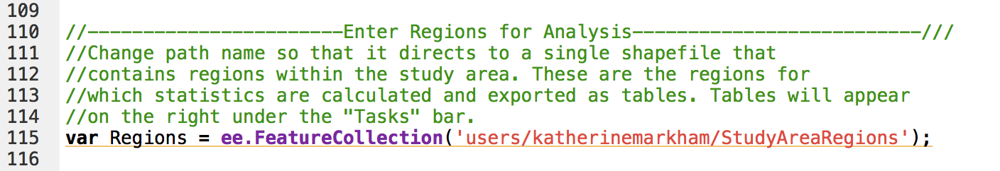 109
110 //-----------------------Enter Regions for Analysis--------------------------///
111 //Change path name so that it directs to a single shapefile that
112 //contains regions within the study area. These are the regions for
113 //which statistics are calculated and exported as tables. Tables will appear
114 //on the right under the "Tasks" bar.
115 var Regions = ee.FeatureCollection('users/katherinemarkham/StudyAreaRegions');
116